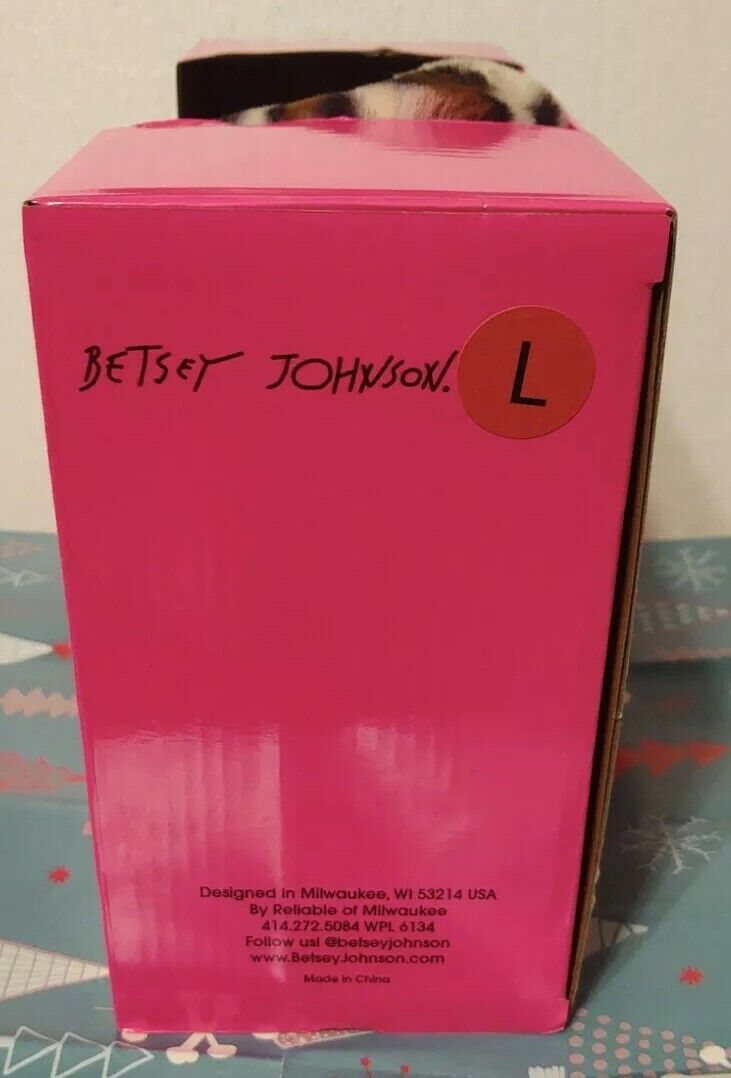 BETSEY JOHNSON.
L
Designed in Milwaukee, WI 53214 USA
By Reliable of Milwaukee
414.272.5084 WPL 6134
Follow us! @betseyjohnson
www.BetseyJohnson.com
Made in China